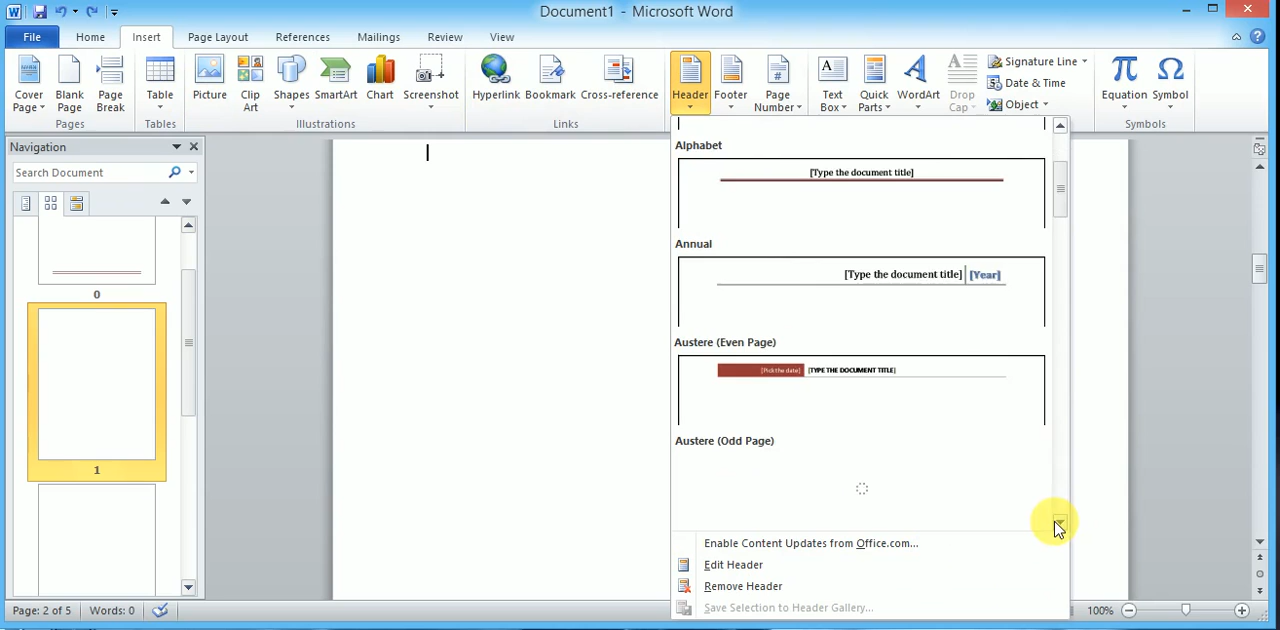 Document1 - Microsoft Word
File Home Insert Page Layout References Mailings Review View
Cover Page Blank Page Page Break Table Picture Clip Art Shapes SmartArt Chart Screenshot Hyperlink Bookmark Cross-reference Header Footer Page Number Text Box Quick Parts WordArt Drop Cap Signature Line Date & Time Object Equation Symbol
Pages Tables Illustrations Links Symbols
Navigation
Search Document
0
1
Alphabet
[Type the document title]
Annual
[Type the document title] [Year]
Austere (Even Page)
[Pick the date] [TYPE THE DOCUMENT TITLE]
Austere (Odd Page)
Enable Content Updates from Office.com...
Edit Header
Remove Header
Save Selection to Header Gallery...
Page: 2 of 5 Words: 0 100%